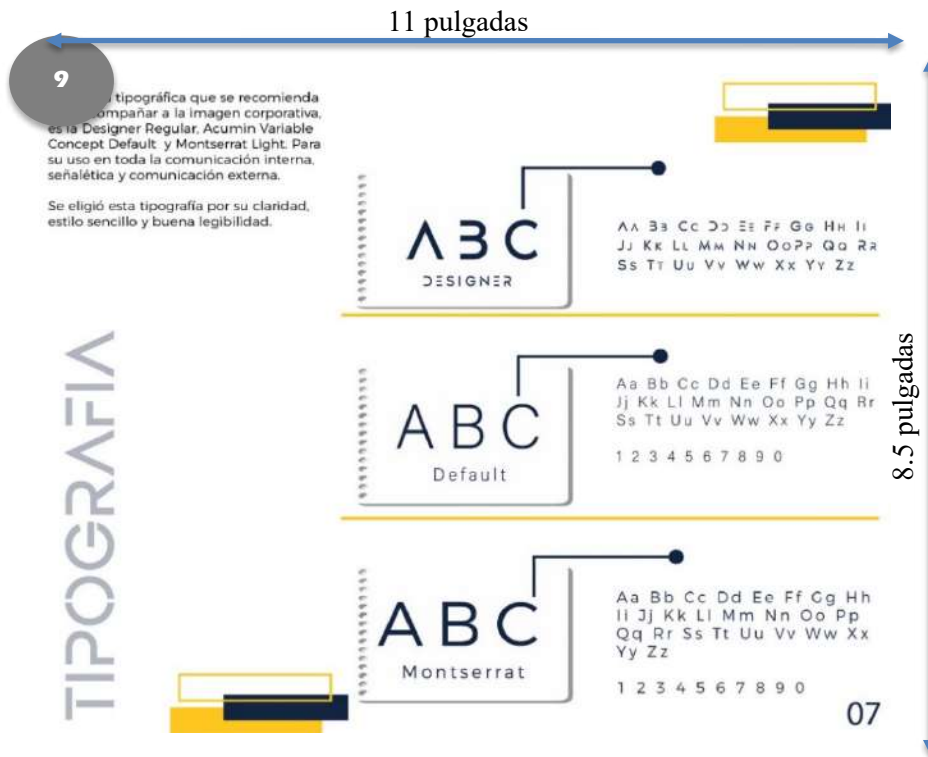 11 pulgadas
9
tipográfica que se recomienda
compañar a la imagen corporativa,
es la Designer Regular, Acumin Variable
Concept Default y Montserrat Light. Para
su uso en toda la comunicación interna,
señalética y comunicación externa.
Se eligió esta tipografía por su claridad,
estilo sencillo y buena legibilidad.
TIPOGRAFIA
ABC
DESIGNER
Aa Bb Cc Dd Ee Ff Gg Hh Ii
Jj Kk Ll Mm Nn OoPp Qq Rr
Ss Tt Uu Vv Ww Xx Yy Zz
ABC
Default
Aa Bb Cc Dd Ee Ff Gg Hh Ii
Jj Kk Ll Mm Nn Oo Pp Qq Rr
Ss Tt Uu Vv Ww Xx Yy Zz
1 2 3 4 5 6 7 8 9 0
ABC
Montserrat
Aa Bb Cc Dd Ee Ff Gg Hh
Ii Jj Kk Ll Mm Nn Oo Pp
Qq Rr Ss Tt Uu Vv Ww Xx
Yy Zz
1 2 3 4 5 6 7 8 9 0
07
8.5 pulgadas